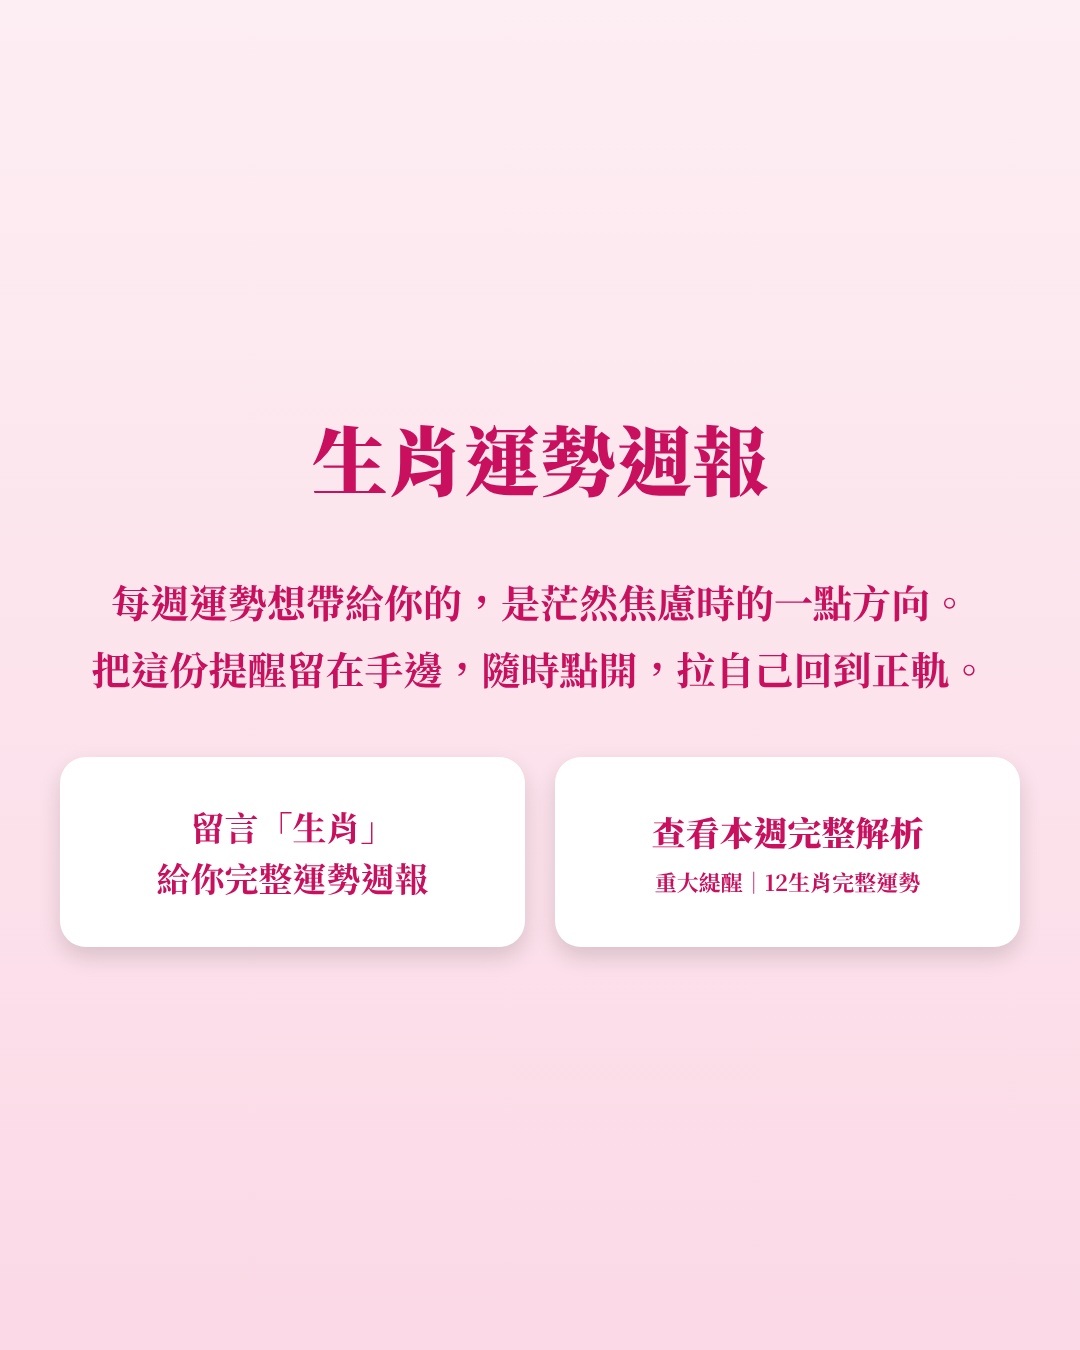 生肖運勢週報
每週運勢想帶給你的，是茫然焦慮時的一點方向。
把這份提醒留在手邊，隨時點開，拉自己回到正軌。
留言「生肖」
給你完整運勢週報
查看本週完整解析
重大緹醒｜12生肖完整運勢